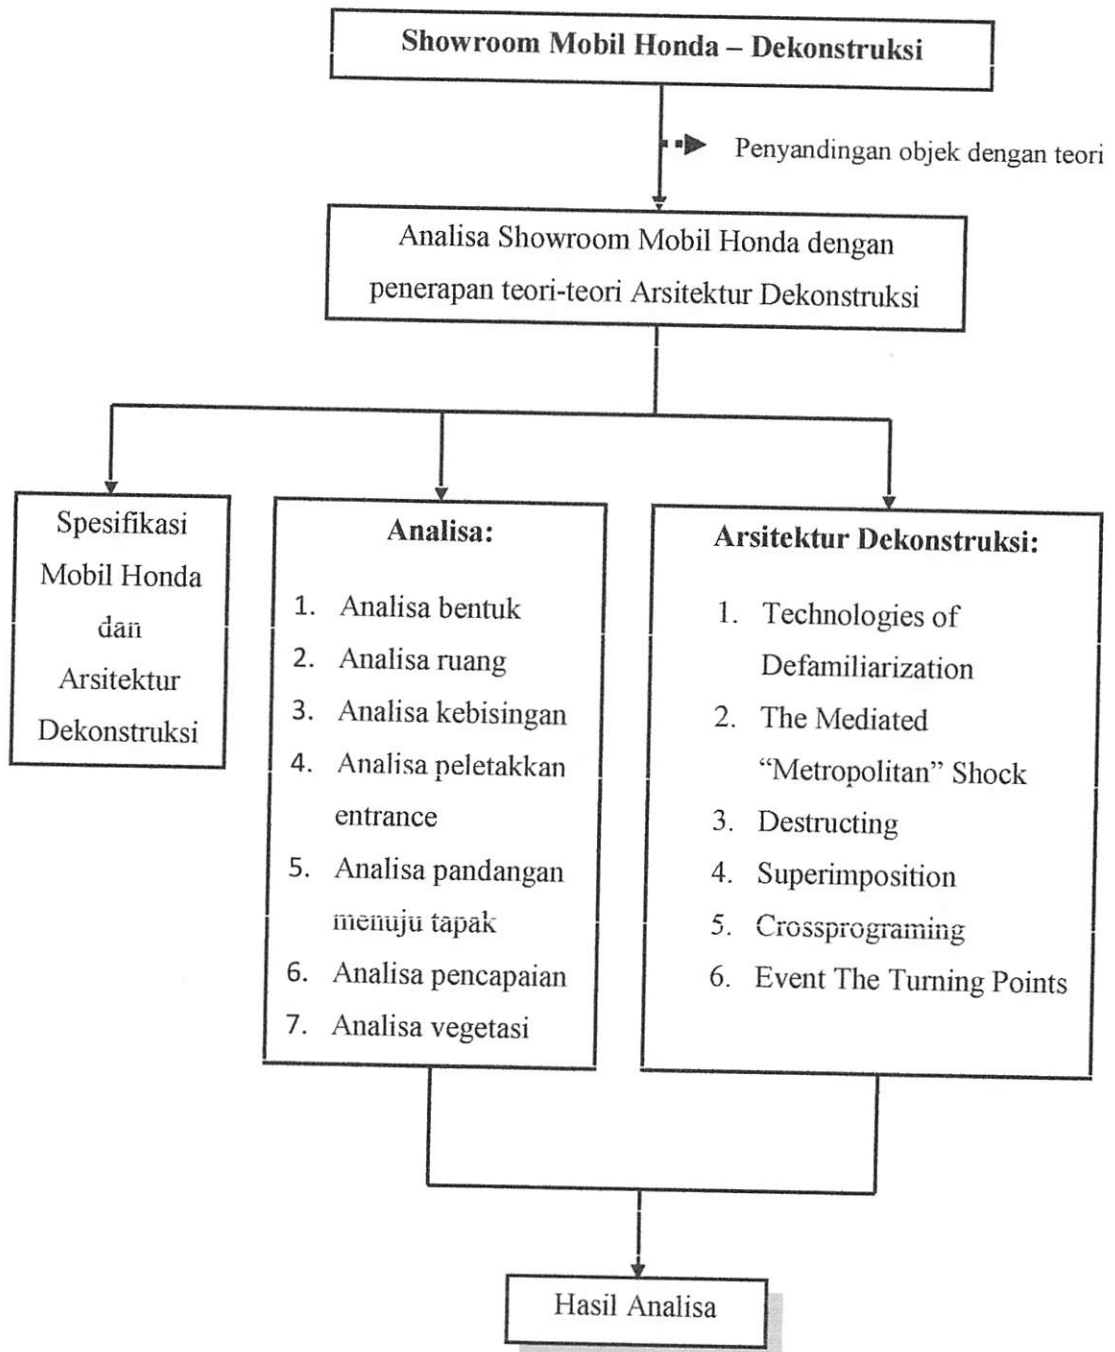 Showroom Mobil Honda – Dekonstruksi
Penyandingan objek dengan teori
Analisa Showroom Mobil Honda dengan
penerapan teori-teori Arsitektur Dekonstruksi
Spesifikasi
Mobil Honda
dan
Arsitektur
Dekonstruksi
Analisa:
1. Analisa bentuk
2. Analisa ruang
3. Analisa kebisingan
4. Analisa peletakkan
entrance
5. Analisa pandangan
menuju tapak
6. Analisa pencapaian
7. Analisa vegetasi
Arsitektur Dekonstruksi:
1. Technologies of
Defamiliarization
2. The Mediated
“Metropolitan” Shock
3. Destructing
4. Superimposition
5. Crossprograming
6. Event The Turning Points
Hasil Analisa